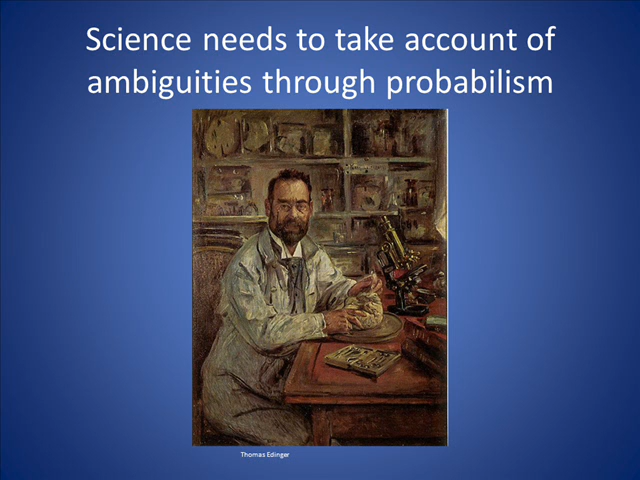 Science needs to take account of
ambiguities through probabilism
Thomas Edinger